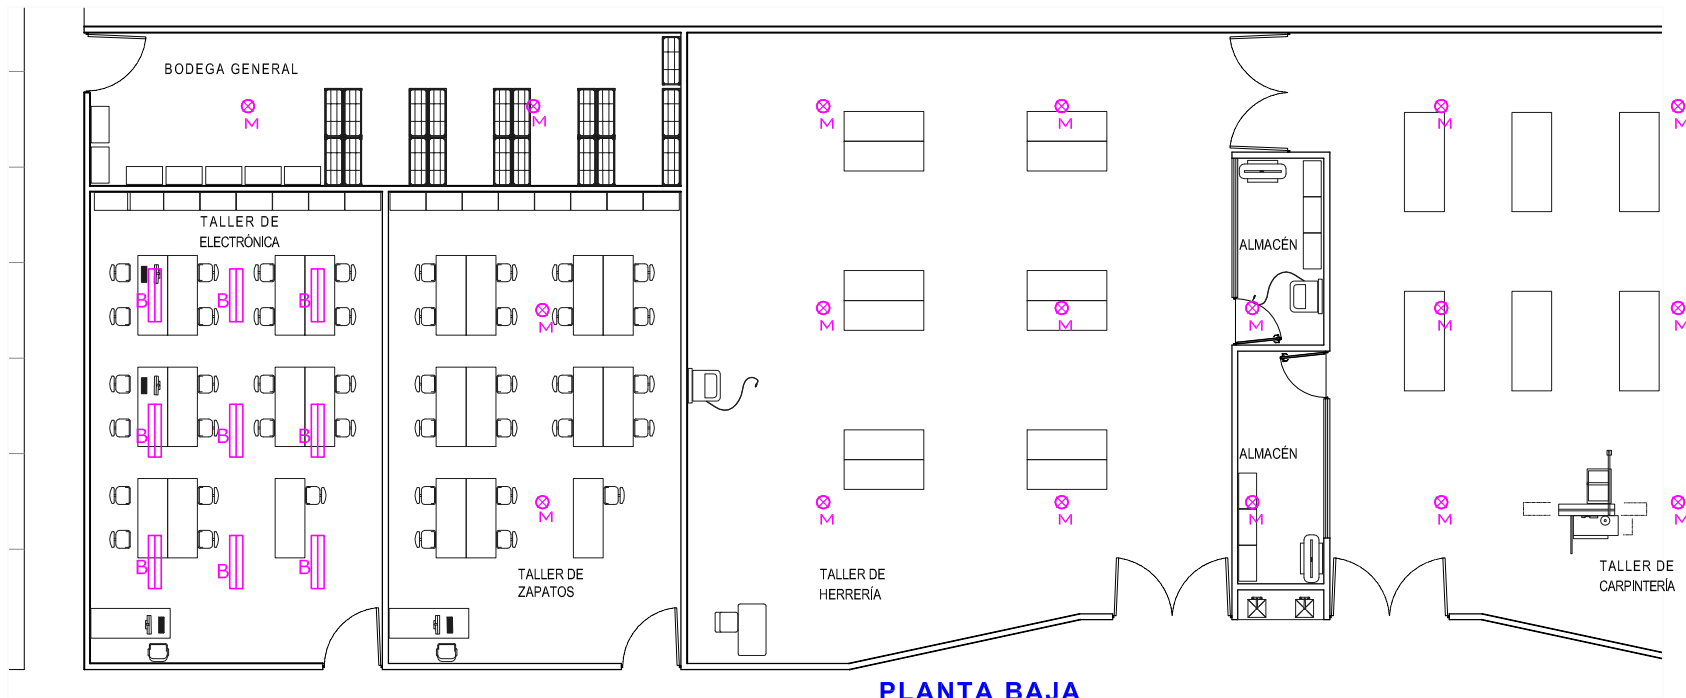 BODEGA GENERAL
M
M
M
M
M
M
TALLER DE
ELECTRÓNICA
ALMACÉN
B
B
B
M
M
M
M
M
M
B
B
B
ALMACÉN
M
M
M
M
M
M
B
B
B
TALLER DE
ZAPATOS
TALLER DE
HERRERÍA
TALLER DE
CARPINTERÍA
PLANTA BAJA